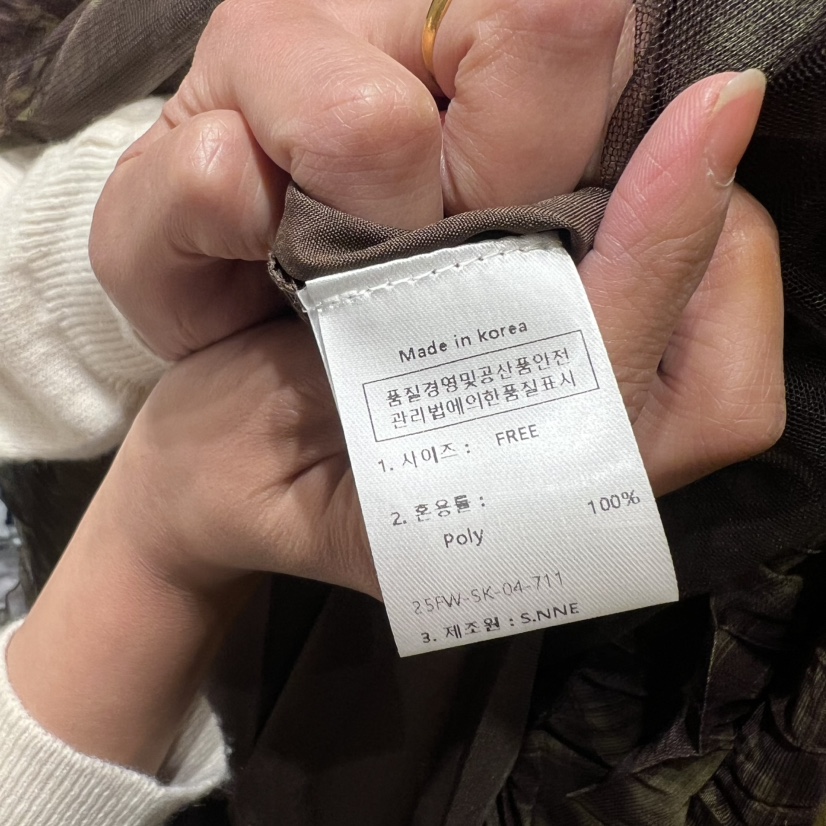 Made in korea
품질경영및공산품안전
관리법에의한품질표시
1. 사이즈 : FREE
2. 혼용률 : 100%
Poly
25FW-SK-04-711
3. 제조원 : S.NNE